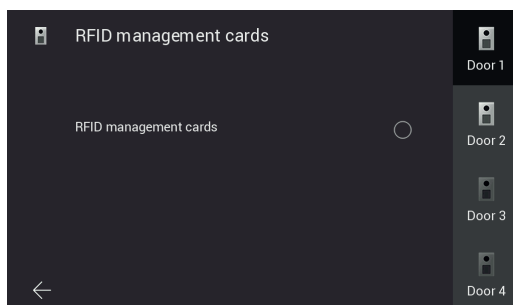 RFID management cards
Door 1
RFID management cards
Door 2
Door 3
Door 4